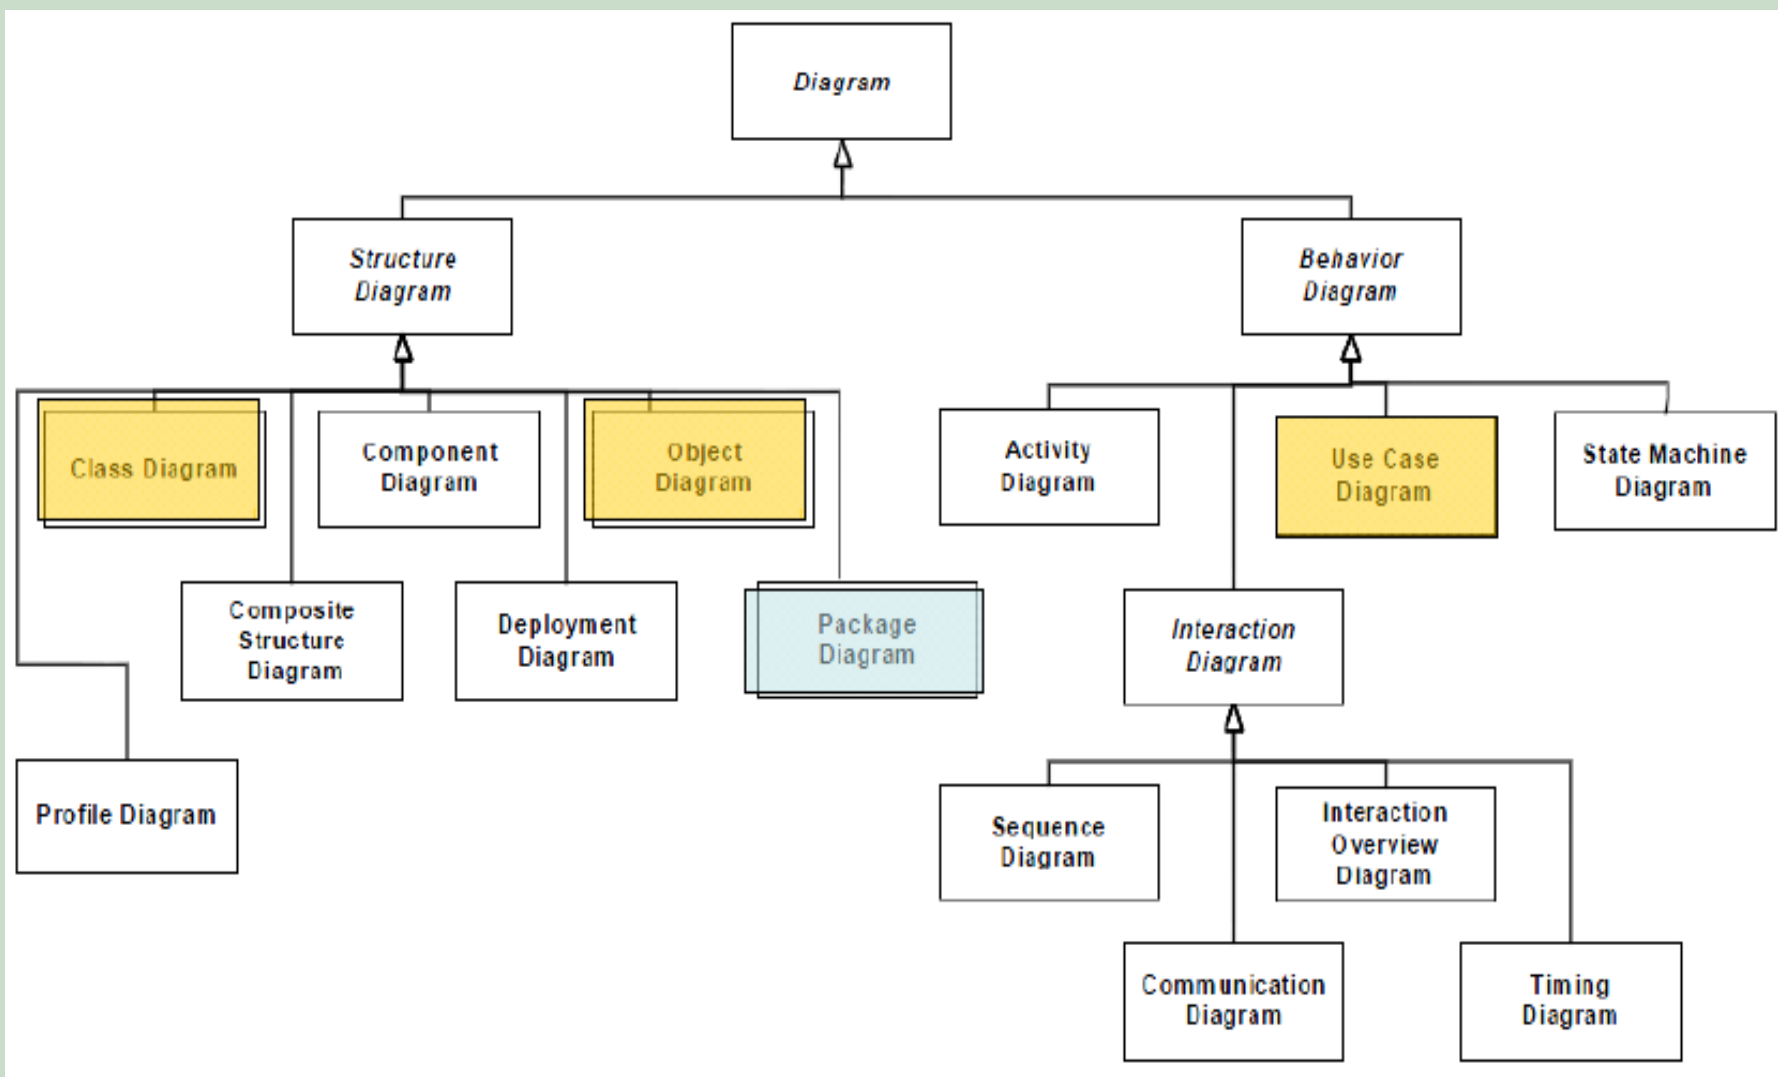 Diagram
Structure
Diagram
Behavior
Diagram
Class Diagram
Component
Diagram
Object
Diagram
Activity
Diagram
Use Case
Diagram
State Machine
Diagram
Composite
Structure
Diagram
Deployment
Diagram
Package
Diagram
Interaction
Diagram
Profile Diagram
Sequence
Diagram
Interaction
Overview
Diagram
Communication
Diagram
Timing
Diagram